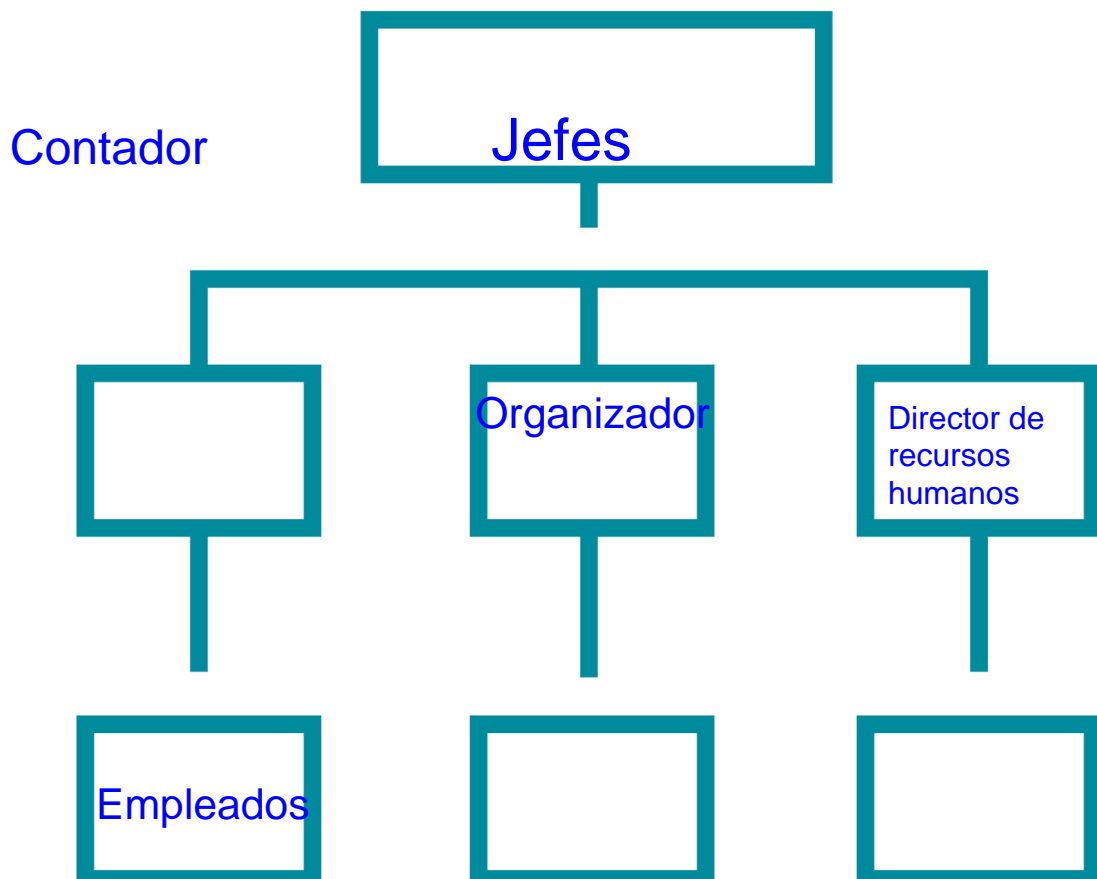 Contador
Jefes
Organizador
Director de
recursos
humanos
Empleados